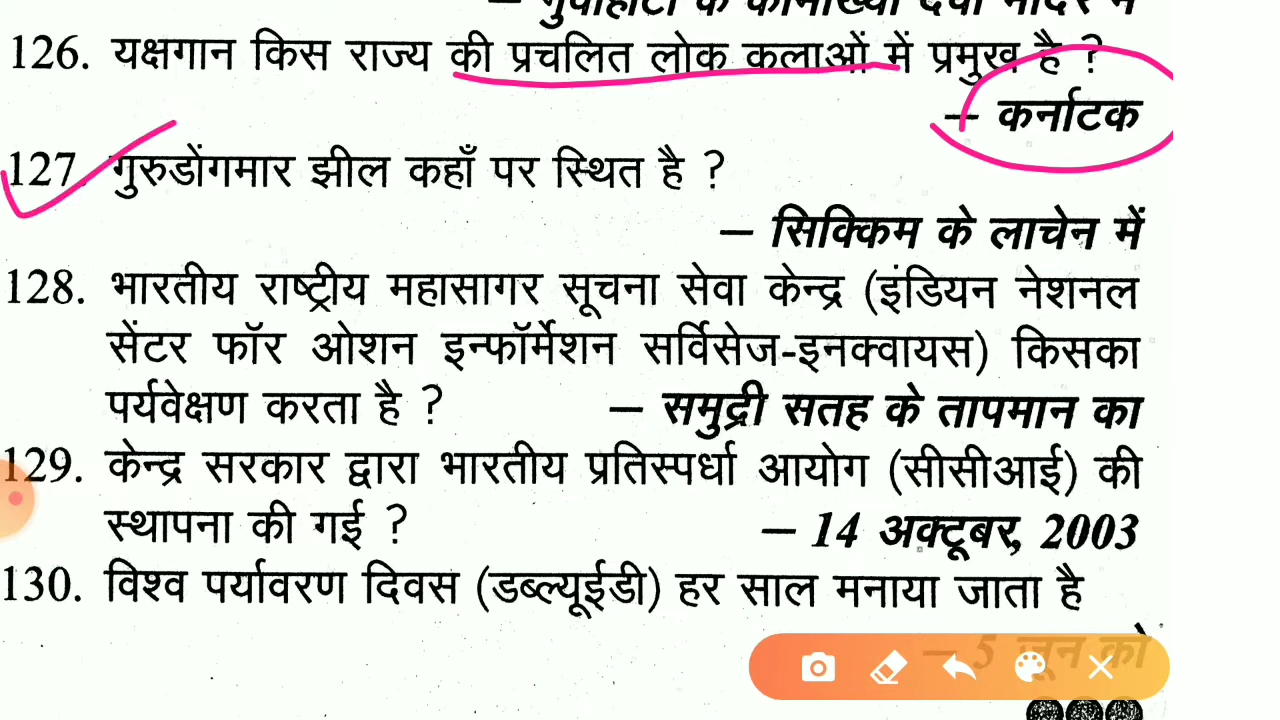 – गुवाहाटी के कामाख्या देवी मंदिर में
126. यक्षगान किस राज्य की प्रचलित लोक कलाओं में प्रमुख है ?
– कर्नाटक
127. गुरुडोंगमार झील कहाँ पर स्थित है ?
– सिक्किम के लाचेन में
128. भारतीय राष्ट्रीय महासागर सूचना सेवा केन्द्र (इंडियन नेशनल
सेंटर फॉर ओशन इन्फॉर्मेशन सर्विसेज-इनक्वायस) किसका
पर्यवेक्षण करता है ? – समुद्री सतह के तापमान का
129. केन्द्र सरकार द्वारा भारतीय प्रतिस्पर्धा आयोग (सीसीआई) की
स्थापना की गई ? – 14 अक्टूबर, 2003
130. विश्व पर्यावरण दिवस (डब्ल्यूईडी) हर साल मनाया जाता है
– 5 जून को